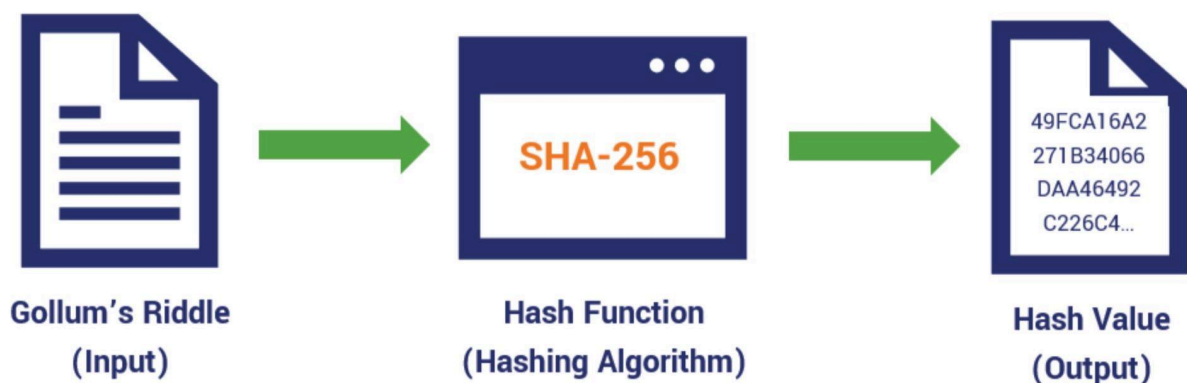 Gollum's Riddle
(Input)
SHA-256
Hash Function
(Hashing Algorithm)
49FCA16A2
271B34066
DAA46492
C226C4...
Hash Value
(Output)